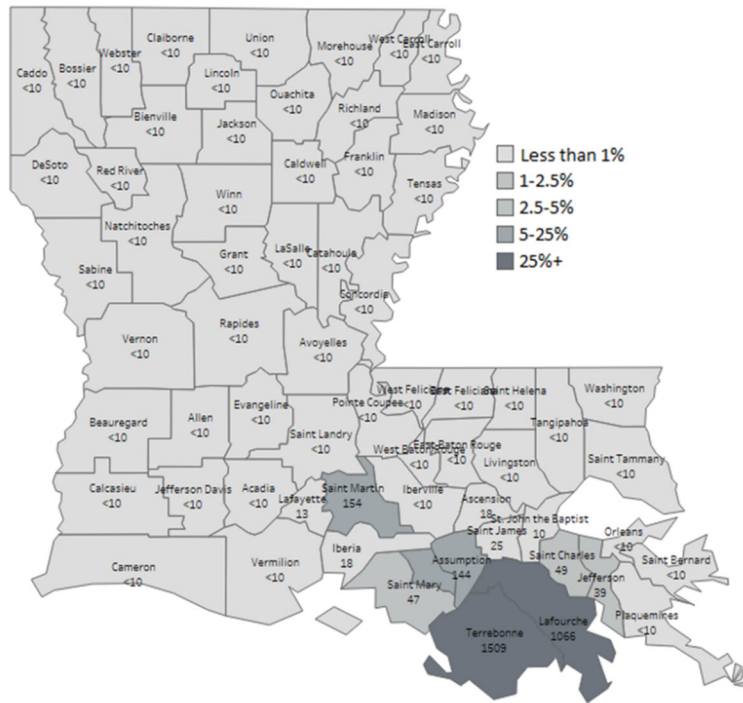 Caddo
<10
Bossier
<10
Webster
<10
Claiborne
<10
Union
<10
Morehouse
<10
West Carroll
<10
East Carroll
<10
Lincoln
<10
Ouachita
<10
Richland
<10
Madison
<10
Bienville
<10
Jackson
<10
DeSoto
<10
Red River
<10
Caldwell
<10
Franklin
<10
Tensas
<10
Winn
<10
Natchitoches
<10
Sabine
<10
Grant
<10
LaSalle
<10
Catahoula
<10
Concordia
<10
Less than 1%
1-2.5%
2.5-5%
5-25%
25%+
Vernon
<10
Rapides
<10
Avoyelles
<10
Beauregard
<10
Allen
<10
Evangeline
<10
Saint Landry
<10
Pointe Coupee
<10
West Feliciana
<10
East Feliciana
<10
Saint Helena
<10
Washington
<10
Tangipahoa
<10
West Baton Rouge
<10
East Baton Rouge
<10
Livingston
<10
Saint Tammany
<10
Calcasieu
<10
Jefferson Davis
<10
Acadia
<10
Lafayette
13
Saint Martin
154
Iberville
<10
Ascension
18
Saint James
25
St. John the Baptist
10
Orleans
<10
Cameron
<10
Vermilion
<10
Iberia
18
Saint Mary
47
Assumption
144
Saint Charles
49
Jefferson
39
Saint Bernard
<10
Plaquemines
<10
Terrebonne
1509
Lafourche
1066